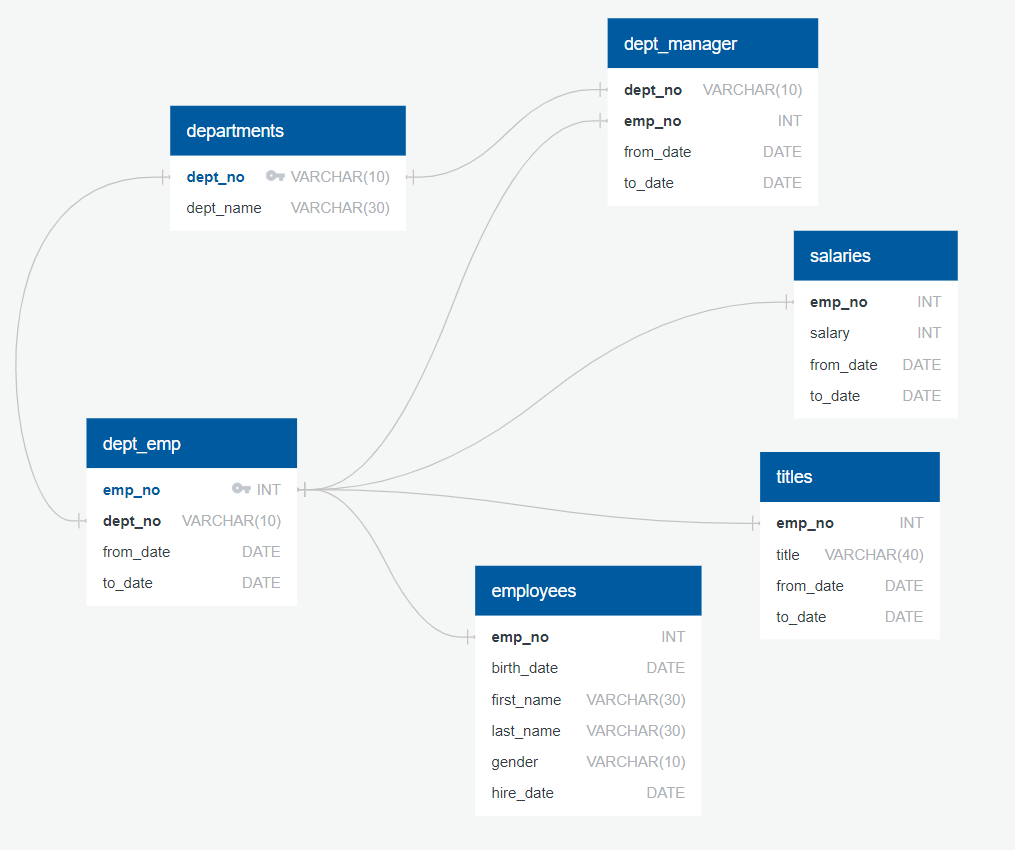 dept_manager
dept_no VARCHAR(10)
emp_no INT
from_date DATE
to_date DATE
departments
dept_no VARCHAR(10)
dept_name VARCHAR(30)
salaries
emp_no INT
salary INT
from_date DATE
to_date DATE
dept_emp
emp_no INT
dept_no VARCHAR(10)
from_date DATE
to_date DATE
titles
emp_no INT
title VARCHAR(40)
from_date DATE
to_date DATE
employees
emp_no INT
birth_date DATE
first_name VARCHAR(30)
last_name VARCHAR(30)
gender VARCHAR(10)
hire_date DATE